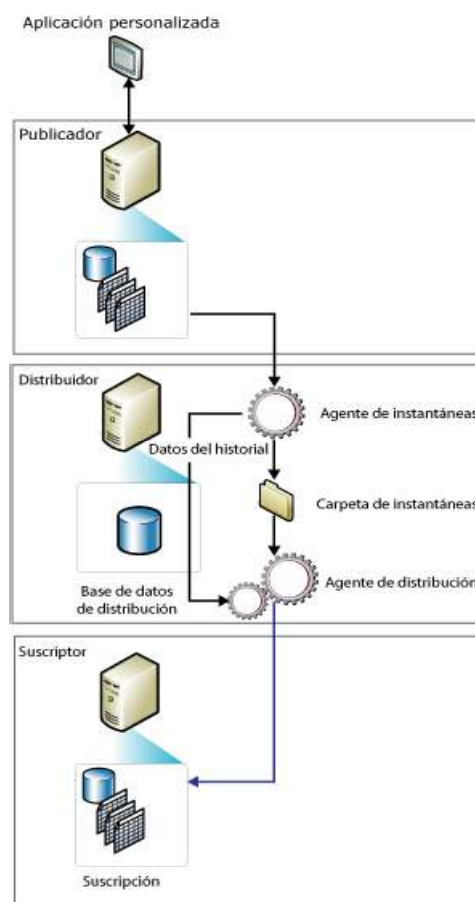 Aplicación personalizada
Publicador
Distribuidor
Agente de instantáneas
Datos del historial
Carpeta de instantáneas
Base de datos
de distribución
Agente de distribución
Suscriptor
Suscripción